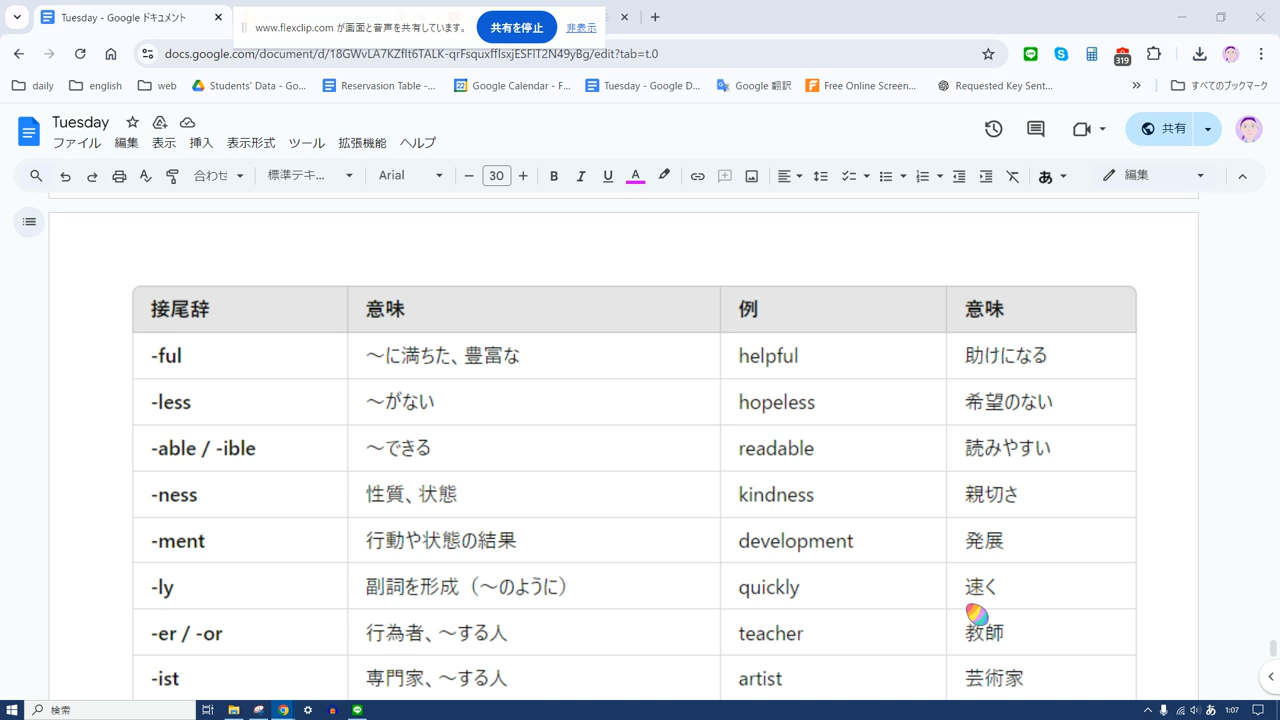 Tuesday - Google ドキュメント
www.flexclip.com が画面と音声を共有しています。 共有を停止 非表示
docs.google.com/document/d/18GWvLA7KZflt6TALK-qrFsquxfflsxjESFlT2N49yBg/edit?tab=t.0
319
daily english web Students' Data - Go... Reservasion Table -... Google Calendar - F... Tuesday - Google D... Google 翻訳 Free Online Screen... Requested Key Sent... » すべてのブックマーク
Tuesday
ファイル 編集 表示 挿入 表示形式 ツール 拡張機能 ヘルプ
共有
合わせ 標準テキ... Arial 30 B I U A あ 編集
接尾辞 意味 例 意味
-ful ～に満ちた、豊富な helpful 助けになる
-less ～がない hopeless 希望のない
-able / -ible ～できる readable 読みやすい
-ness 性質、状態 kindness 親切さ
-ment 行動や状態の結果 development 発展
-ly 副詞を形成（～のように） quickly 速く
-er / -or 行為者、～する人 teacher 教師
-ist 専門家、～する人 artist 芸術家
検索 あ 1:07